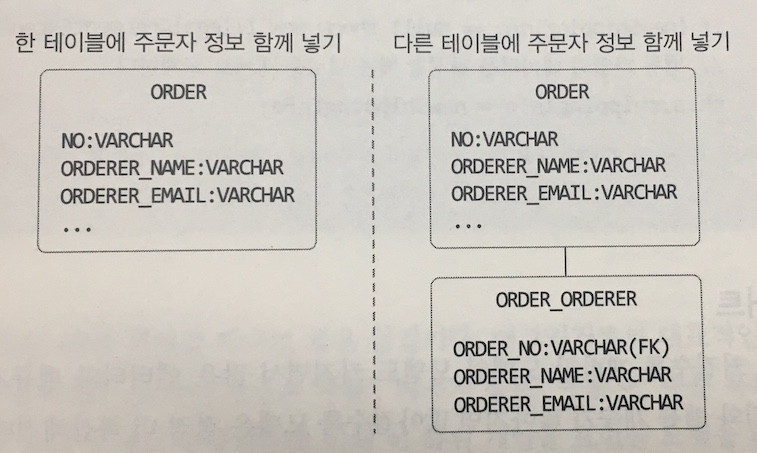 한 테이블에 주문자 정보 함께 넣기
ORDER
NO:VARCHAR
ORDERER_NAME:VARCHAR
ORDERER_EMAIL:VARCHAR
...
다른 테이블에 주문자 정보 함께 넣기
ORDER
NO:VARCHAR
ORDERER_NAME:VARCHAR
ORDERER_EMAIL:VARCHAR
...
ORDER_ORDERER
ORDER_NO:VARCHAR(FK)
ORDERER_NAME:VARCHAR
ORDERER_EMAIL:VARCHAR